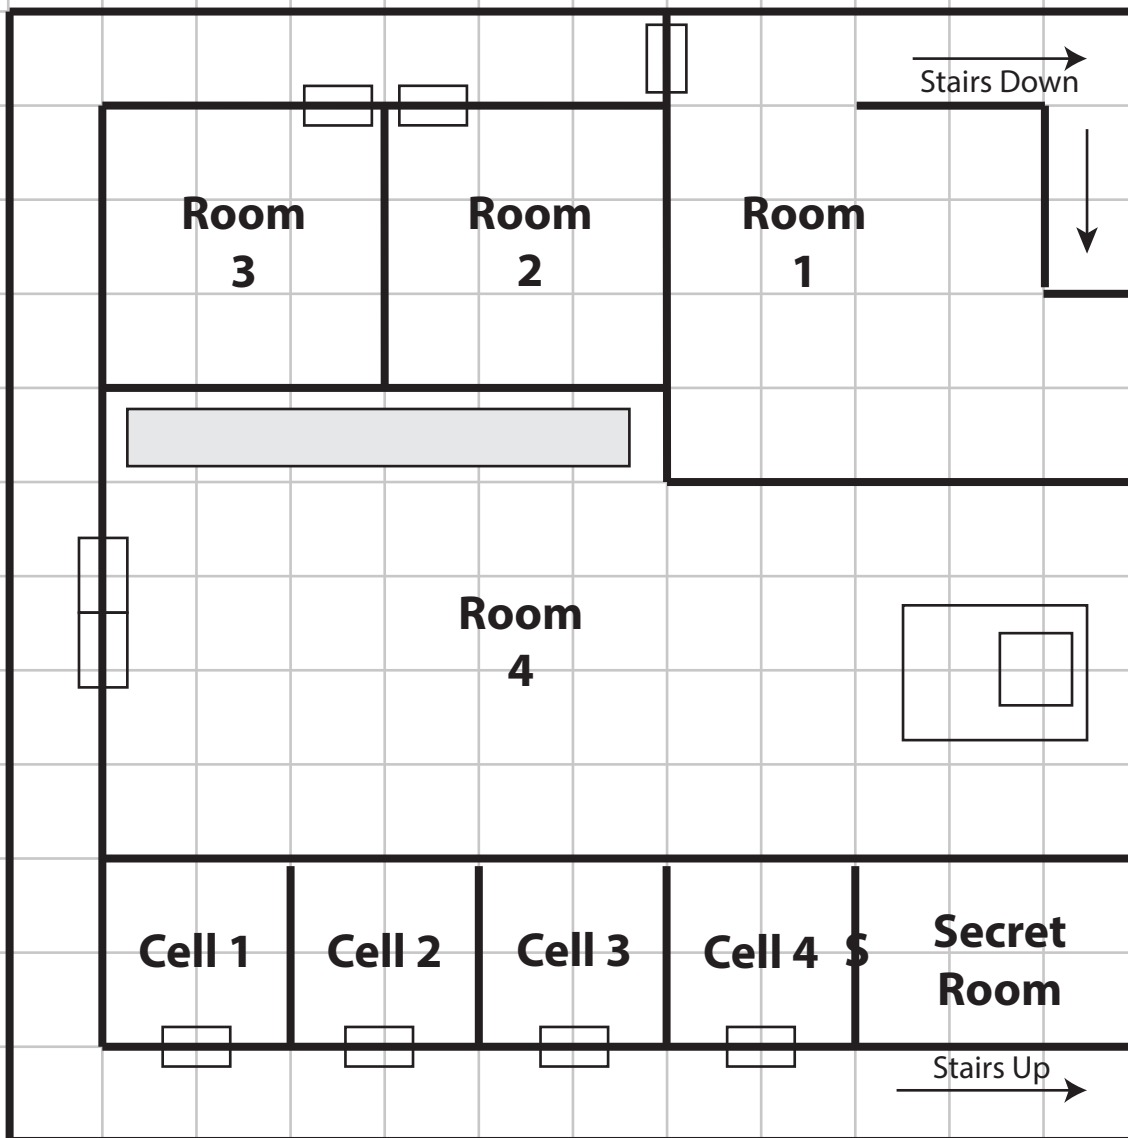 Stairs Down
Room
3
Room
2
Room
1
Room
4
Cell 1
Cell 2
Cell 3
Cell 4
S
Secret
Room
Stairs Up